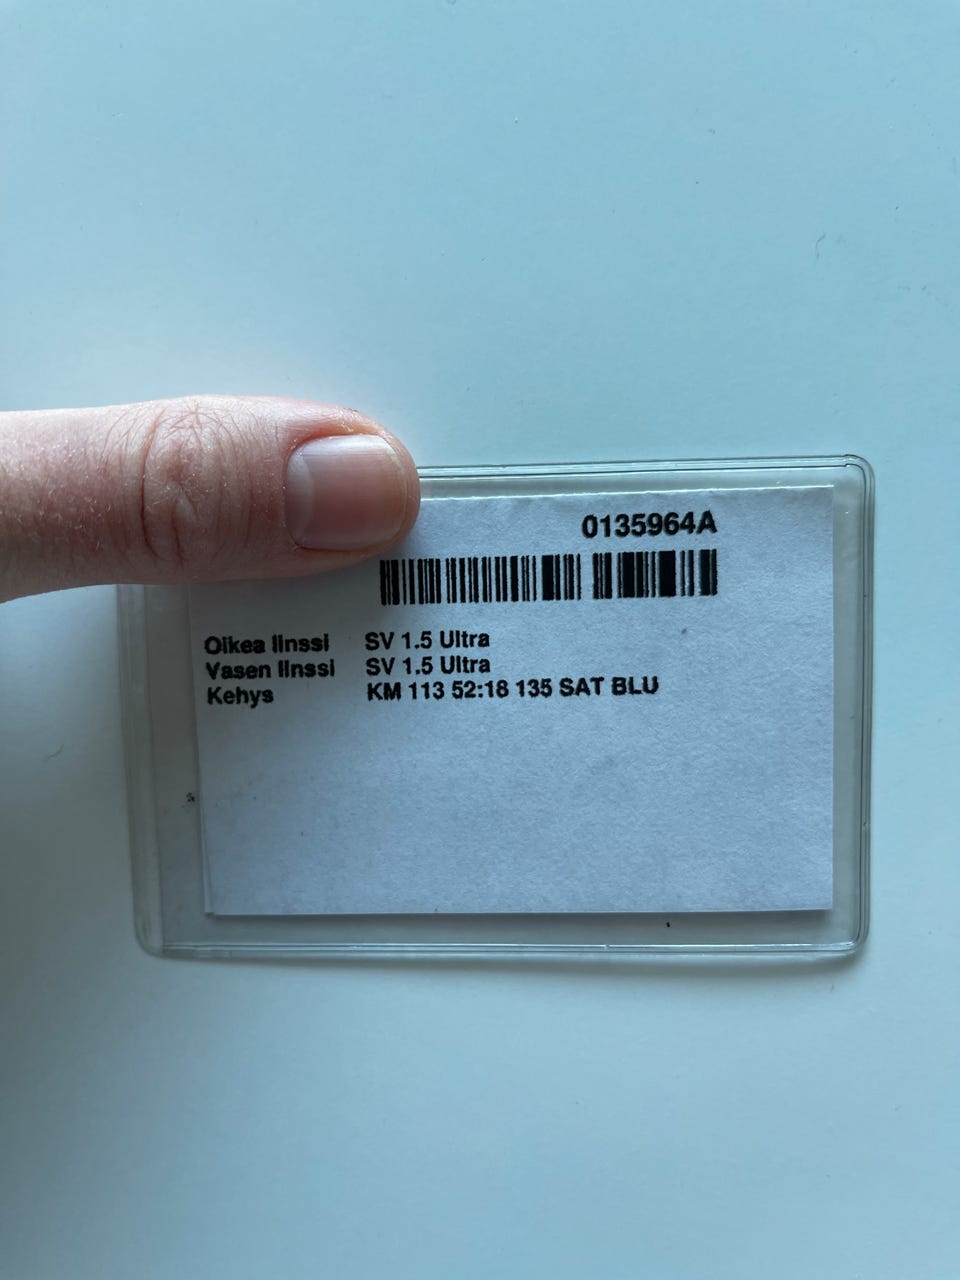 0135964A
Oikea linssi SV 1.5 Ultra
Vasen linssi SV 1.5 Ultra
Kehys KM 113 52:18 135 SAT BLU